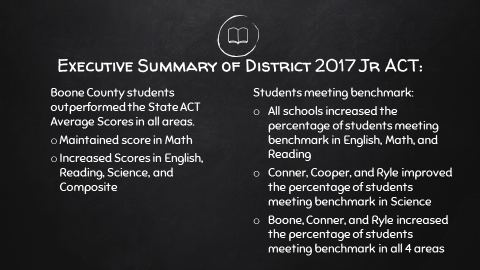 Executive Summary of District 2017 Jr ACT:
Boone County students
outperformed the State ACT
Average Scores in all areas.
o Maintained score in Math
o Increased Scores in English,
Reading, Science, and
Composite
Students meeting benchmark:
o All schools increased the
percentage of students meeting
benchmark in English, Math, and
Reading
o Conner, Cooper, and Ryle improved
the percentage of students
meeting benchmark in Science
o Boone, Conner, and Ryle increased
the percentage of students
meeting benchmark in all 4 areas